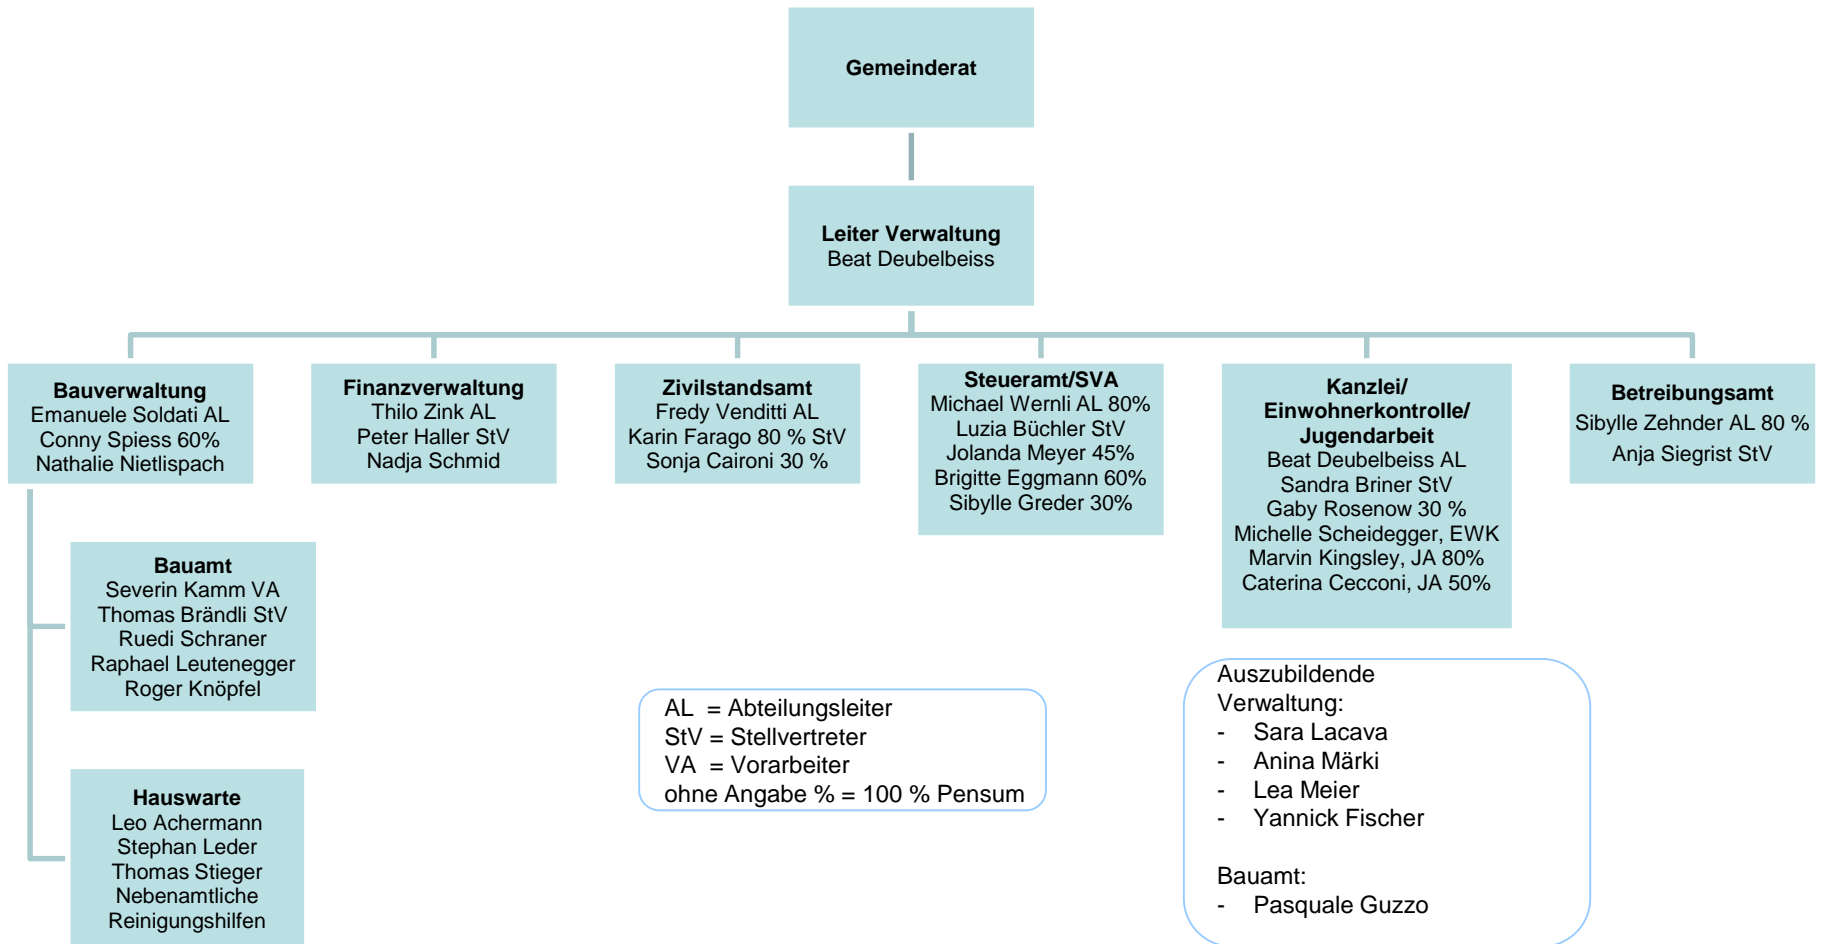 Gemeinderat
Leiter Verwaltung
Beat Deubelbeiss
Bauverwaltung
Emanuele Soldati AL
Conny Spiess 60%
Nathalie Nietlispach
Finanzverwaltung
Thilo Zink AL
Peter Haller StV
Nadja Schmid
Zivilstandsamt
Fredy Venditti AL
Karin Farago 80 % StV
Sonja Caironi 30 %
Steueramt/SVA
Michael Wernli AL 80%
Luzia Büchler StV
Jolanda Meyer 45%
Brigitte Eggmann 60%
Sibylle Greder 30%
Kanzlei/
Einwohnerkontrolle/
Jugendarbeit
Beat Deubelbeiss AL
Sandra Briner StV
Gaby Rosenow 30 %
Michelle Scheidegger, EWK
Marvin Kingsley, JA 80%
Caterina Cecconi, JA 50%
Betreibungsamt
Sibylle Zehnder AL 80 %
Anja Siegrist StV
Bauamt
Severin Kamm VA
Thomas Brändli StV
Ruedi Schraner
Raphael Leutenegger
Roger Knöpfel
Hauswarte
Leo Achermann
Stephan Leder
Thomas Stieger
Nebenamtliche
Reinigungshilfen
AL = Abteilungsleiter
StV = Stellvertreter
VA = Vorarbeiter
ohne Angabe % = 100 % Pensum
Auszubildende
Verwaltung:
- Sara Lacava
- Anina Märki
- Lea Meier
- Yannick Fischer
Bauamt:
- Pasquale Guzzo